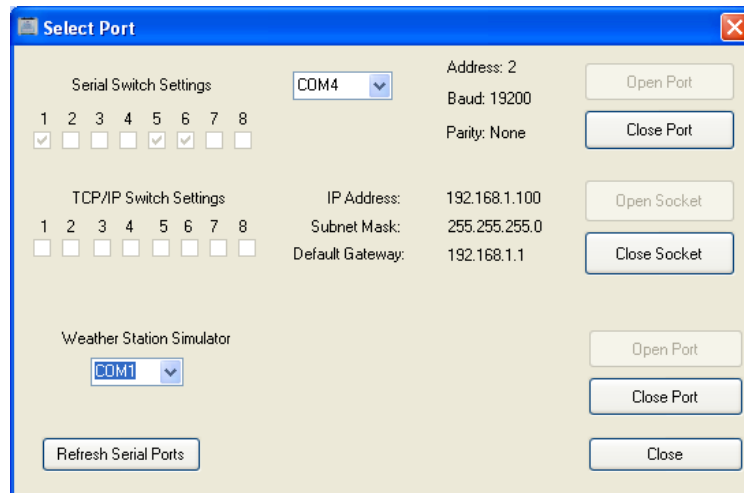 Select Port
Serial Switch Settings
COM4
Address: 2
Baud: 19200
Parity: None
Open Port
Close Port
1 2 3 4 5 6 7 8
TCP/IP Switch Settings
1 2 3 4 5 6 7 8
IP Address: 192.168.1.100
Subnet Mask: 255.255.255.0
Default Gateway: 192.168.1.1
Open Socket
Close Socket
Weather Station Simulator
COM1
Open Port
Close Port
Refresh Serial Ports
Close